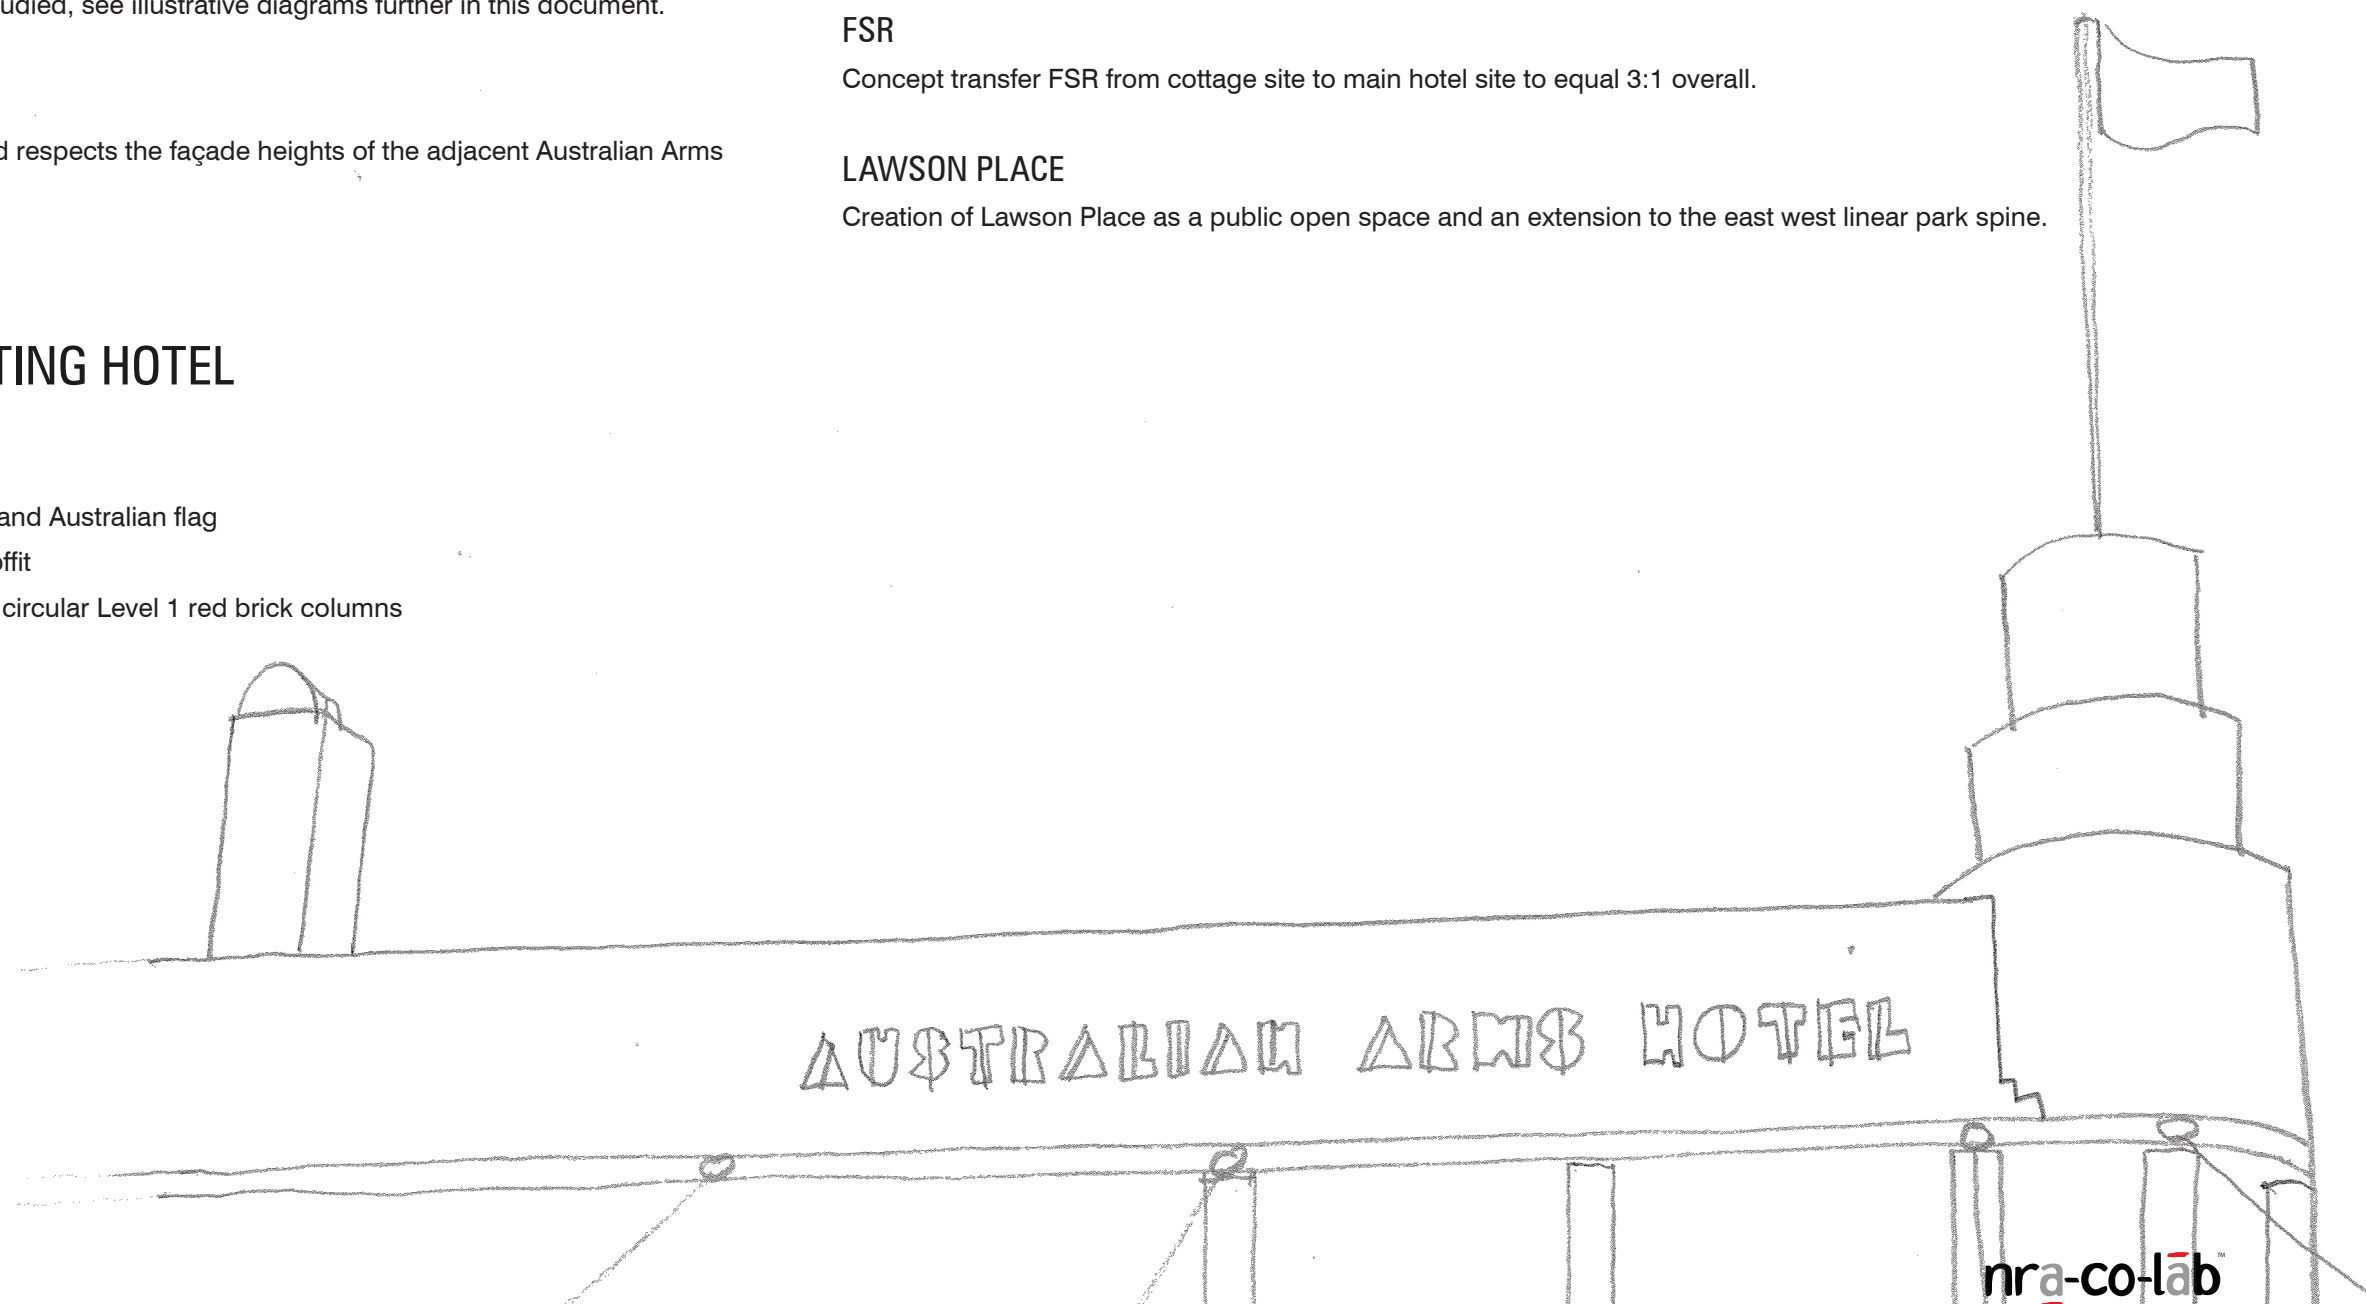 udied, see illustrative diagrams further in this document.
d respects the façade heights of the adjacent Australian Arms
TING HOTEL
and Australian flag
offit
circular Level 1 red brick columns
FSR
Concept transfer FSR from cottage site to main hotel site to equal 3:1 overall.
LAWSON PLACE
Creation of Lawson Place as a public open space and an extension to the east west linear park spine.
AUSTRALIAN ARMS HOTEL
nra-co-lab™